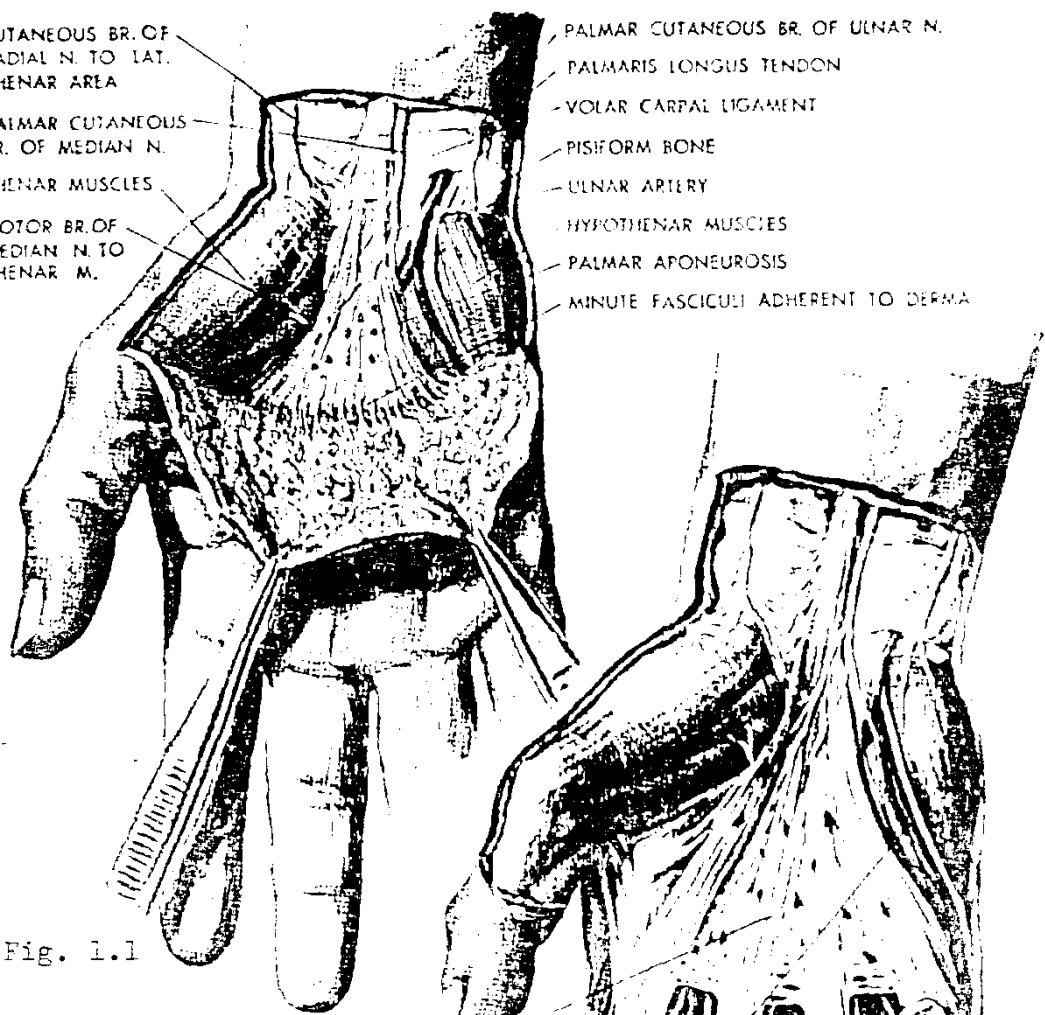 UTANEOUS BR. OF
ADIAL N. TO LAT.
HENAR AREA
ALMAR CUTANEOUS
R. OF MEDIAN N.
HENAR MUSCLES
OTOR BR. OF
EDIAN N. TO
HENAR M.
PALMAR CUTANEOUS BR. OF ULNAR N.
PALMARIS LONGUS TENDON
VOLAR CARPAL LIGAMENT
PISIFORM BONE
ULNAR ARTERY
HYPOTHENAR MUSCLES
PALMAR APONEUROSIS
MINUTE FASCICULI ADHERENT TO DERMA
Fig. 1.1